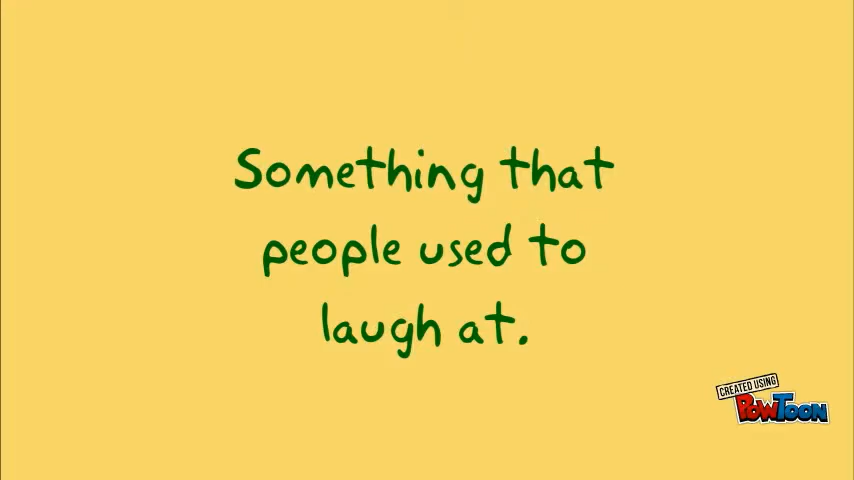 Something that
people used to
laugh at.
CREATED USING
POWTOON